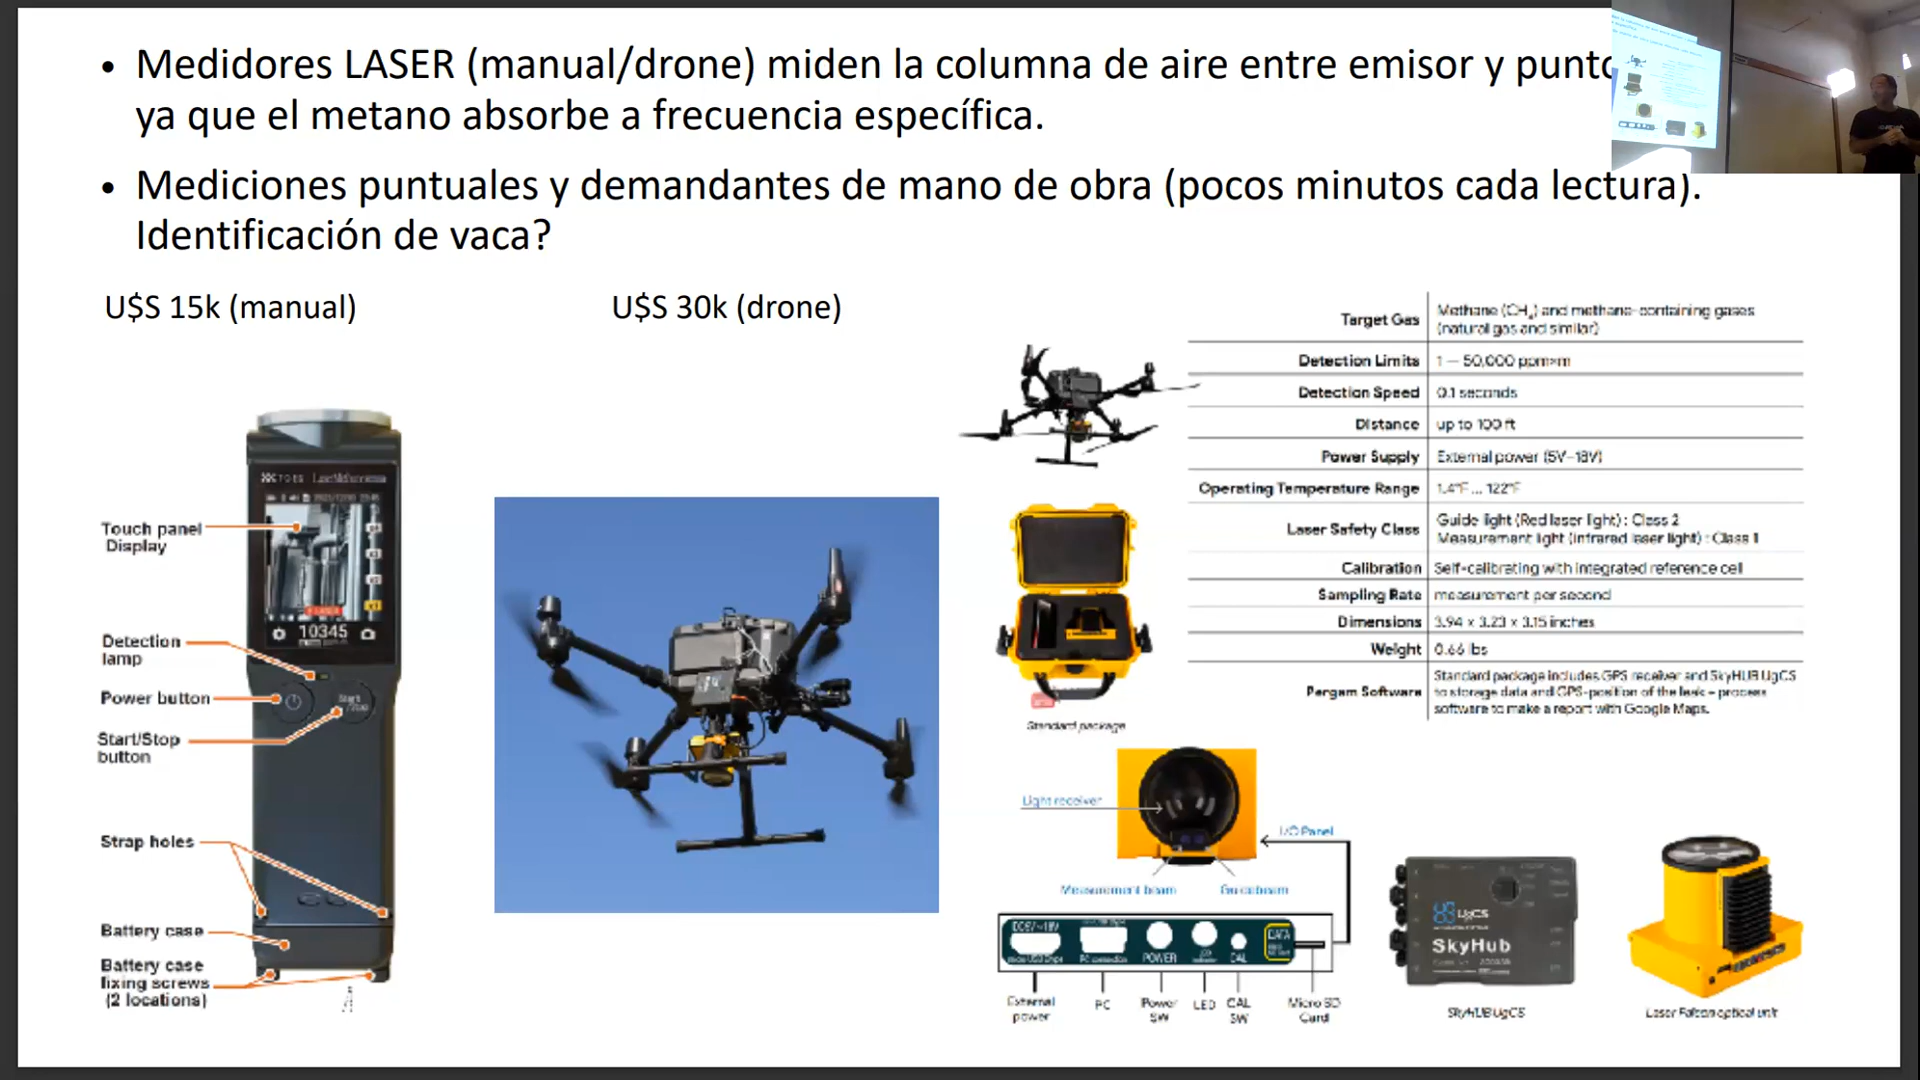 • Medidores LASER (manual/drone) miden la columna de aire entre emisor y punto
ya que el metano absorbe a frecuencia específica.
• Mediciones puntuales y demandantes de mano de obra (pocos minutos cada lectura).
Identificación de vaca?
U$S 15k (manual)
U$S 30k (drone)
Touch panel
Display
Detection
lamp
Power button
Start/Stop
button
Strap holes
Battery case
Battery case
fixing screws
(2 locations)
10345
Target Gas
Methane (CH₄) and methane-containing gases
(natural gas and similar)
Detection Limits
1 – 50,000 ppm×m
Detection Speed
0.1 seconds
Distance
up to 100 ft
Power Supply
External power (5V–18V)
Operating Temperature Range
1.4°F ... 122°F
Laser Safety Class
Guide light (Red laser light) : Class 2
Measurement light (infrared laser light) : Class 1
Calibration
Self-calibrating with integrated reference cell
Sampling Rate
measurement per second
Dimensions
3.94 x 3.23 x 3.15 inches
Weight
0.66 lbs
Pergam Software
Standard package includes GPS receiver and SkyHUB UgCS
to storage data and GPS-position of the leak – process
software to make a report with Google Maps.
Standard package
Light receiver
I/O Panel
Measurement beam
Guide beam
DC5V~18V
POWER
CAL
DATA
External
power
PC
Power
SW
LED
CAL
SW
Micro SD
Card
UgCS
SkyHub
SkyHUB UgCS
Laser Falcon optical unit